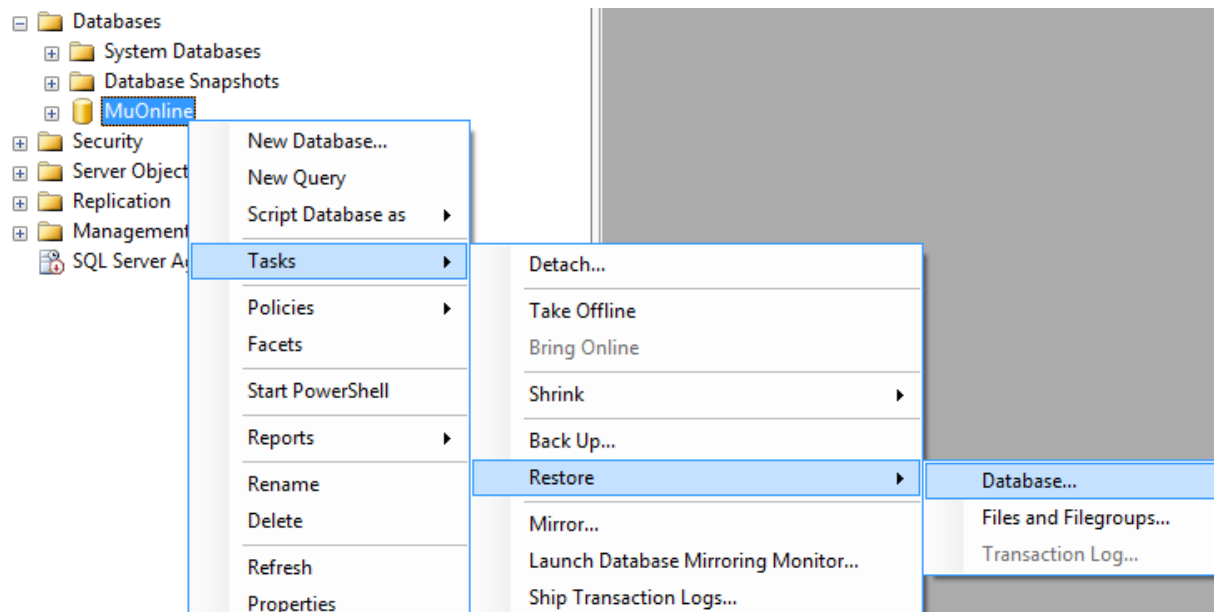 Databases
System Databases
Database Snapshots
MuOnline
Security
Server Object
Replication
Management
SQL Server A
New Database...
New Query
Script Database as
Tasks
Policies
Facets
Start PowerShell
Reports
Rename
Delete
Refresh
Properties
Detach...
Take Offline
Bring Online
Shrink
Back Up...
Restore
Mirror...
Launch Database Mirroring Monitor...
Ship Transaction Logs...
Database...
Files and Filegroups...
Transaction Log...